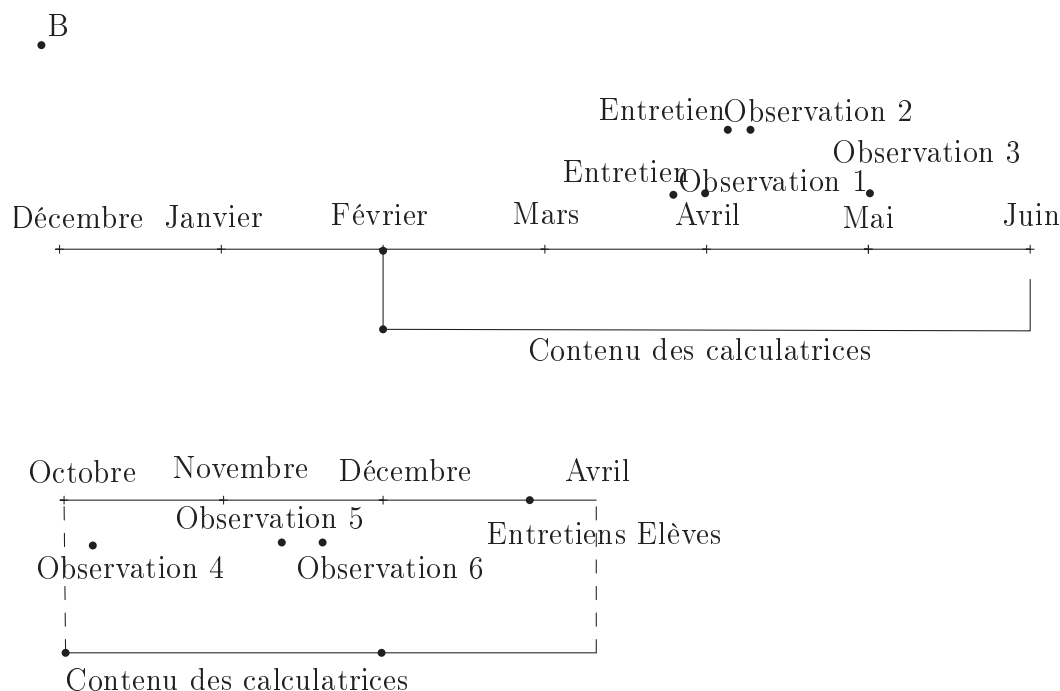 B
Entretien Observation 2
Observation 3
Entretien Observation 1
Décembre Janvier Février Mars Avril Mai Juin
Contenu des calculatrices
Octobre Novembre Décembre Avril
Observation 5
Entretiens Elèves
Observation 4 Observation 6
Contenu des calculatrices